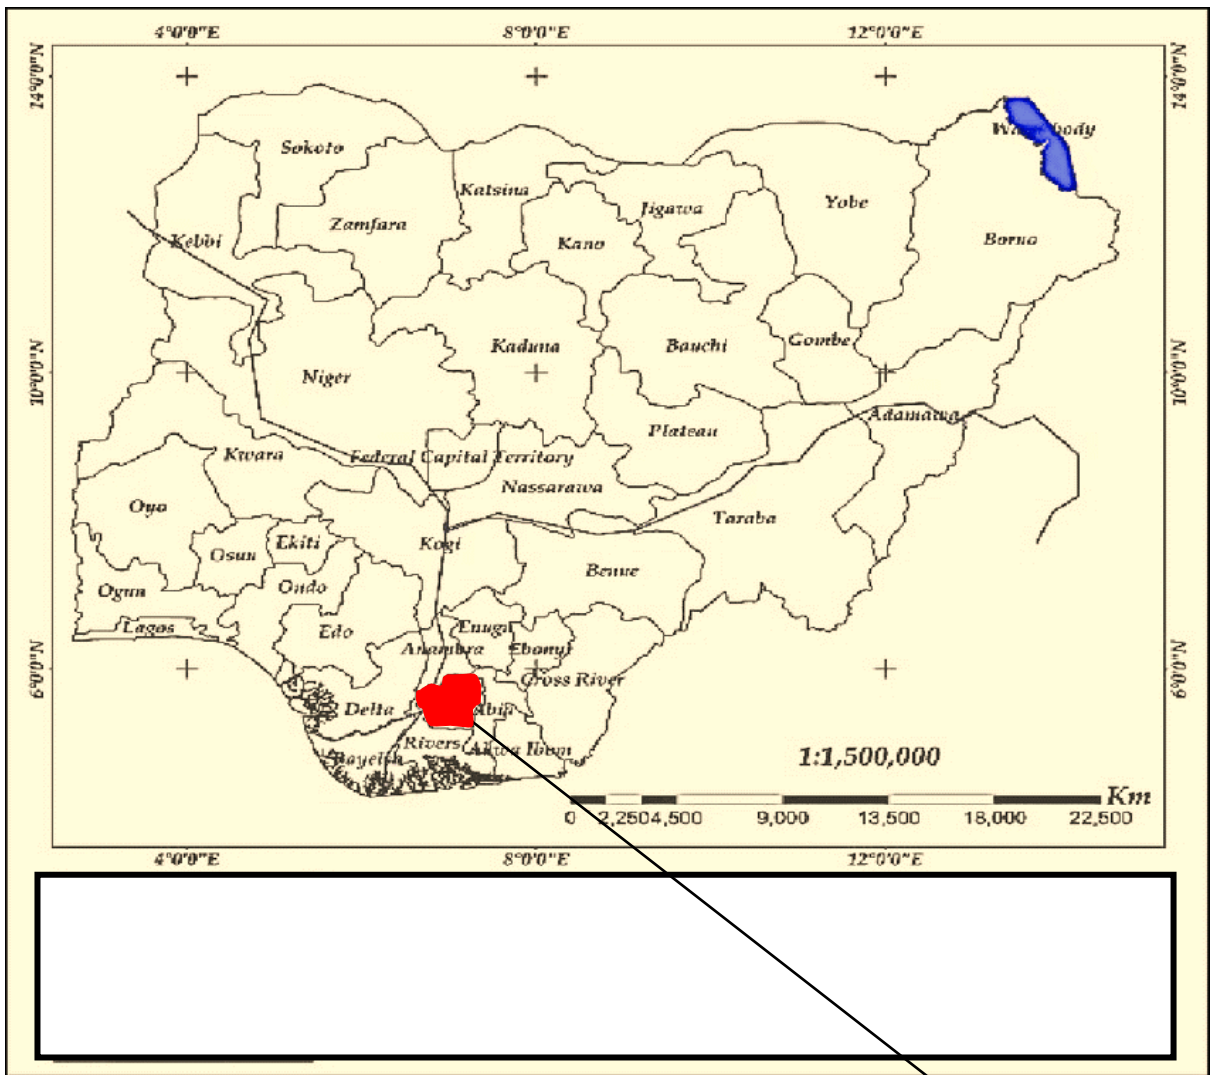 4°0'0"E 8°0'0"E 12°0'0"E
14°0'0"N 14°0'0"N
Sokoto
Katsina
Zamfara
Jigawa
Yobe
Kebbi
Kano
Borno
Kaduna
Bauchi
Gombe
Niger
10°0'0"N 10°0'0"N
Adamawa
Plateau
Kwara
Federal Capital Territory
Nassarawa
Oyo
Taraba
Kogi
Ekiti
Osun
Benue
Ondo
Ogun
Lagos
Edo
Enugu
Anambra
Ebonyi
6°0'0"N 6°0'0"N
Cross River
Delta
Rivers
Akwa Ibom
1:1,500,000
Km
0 2,250 4,500 9,000 13,500 18,000 22,500
4°0'0"E 8°0'0"E 12°0'0"E